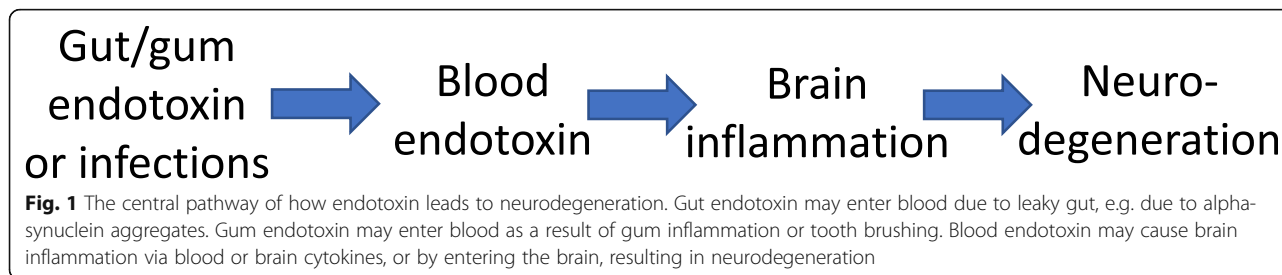 Gut/gum
endotoxin
or infections
Blood
endotoxin
Brain
inflammation
Neuro-
degeneration
Fig. 1 The central pathway of how endotoxin leads to neurodegeneration. Gut endotoxin may enter blood due to leaky gut, e.g. due to alpha-
synuclein aggregates. Gum endotoxin may enter blood as a result of gum inflammation or tooth brushing. Blood endotoxin may cause brain
inflammation via blood or brain cytokines, or by entering the brain, resulting in neurodegeneration